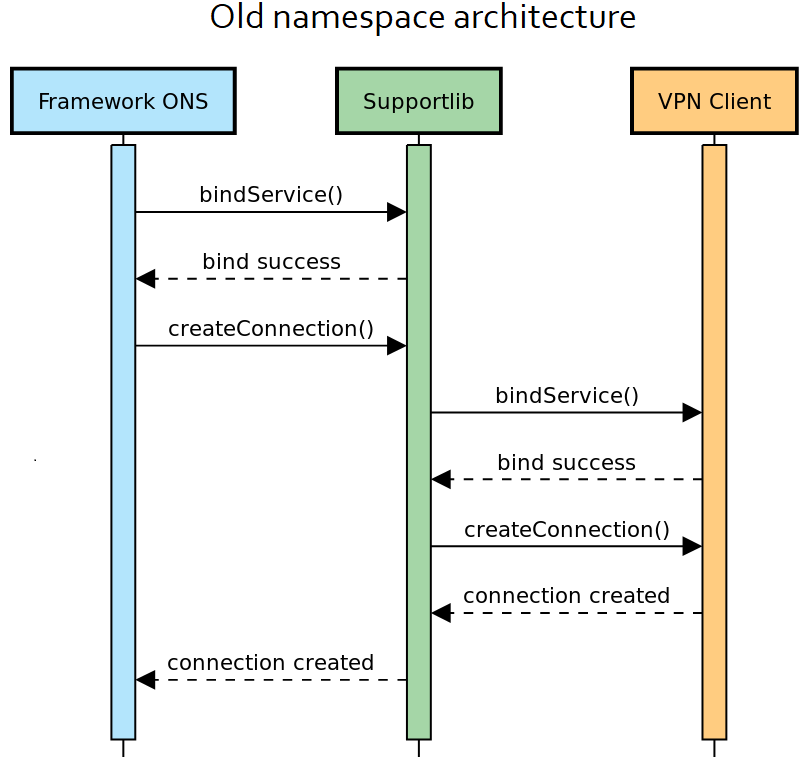 Old namespace architecture
Framework ONS
Supportlib
VPN Client
bindService()
bind success
createConnection()
bindService()
bind success
createConnection()
connection created
connection created